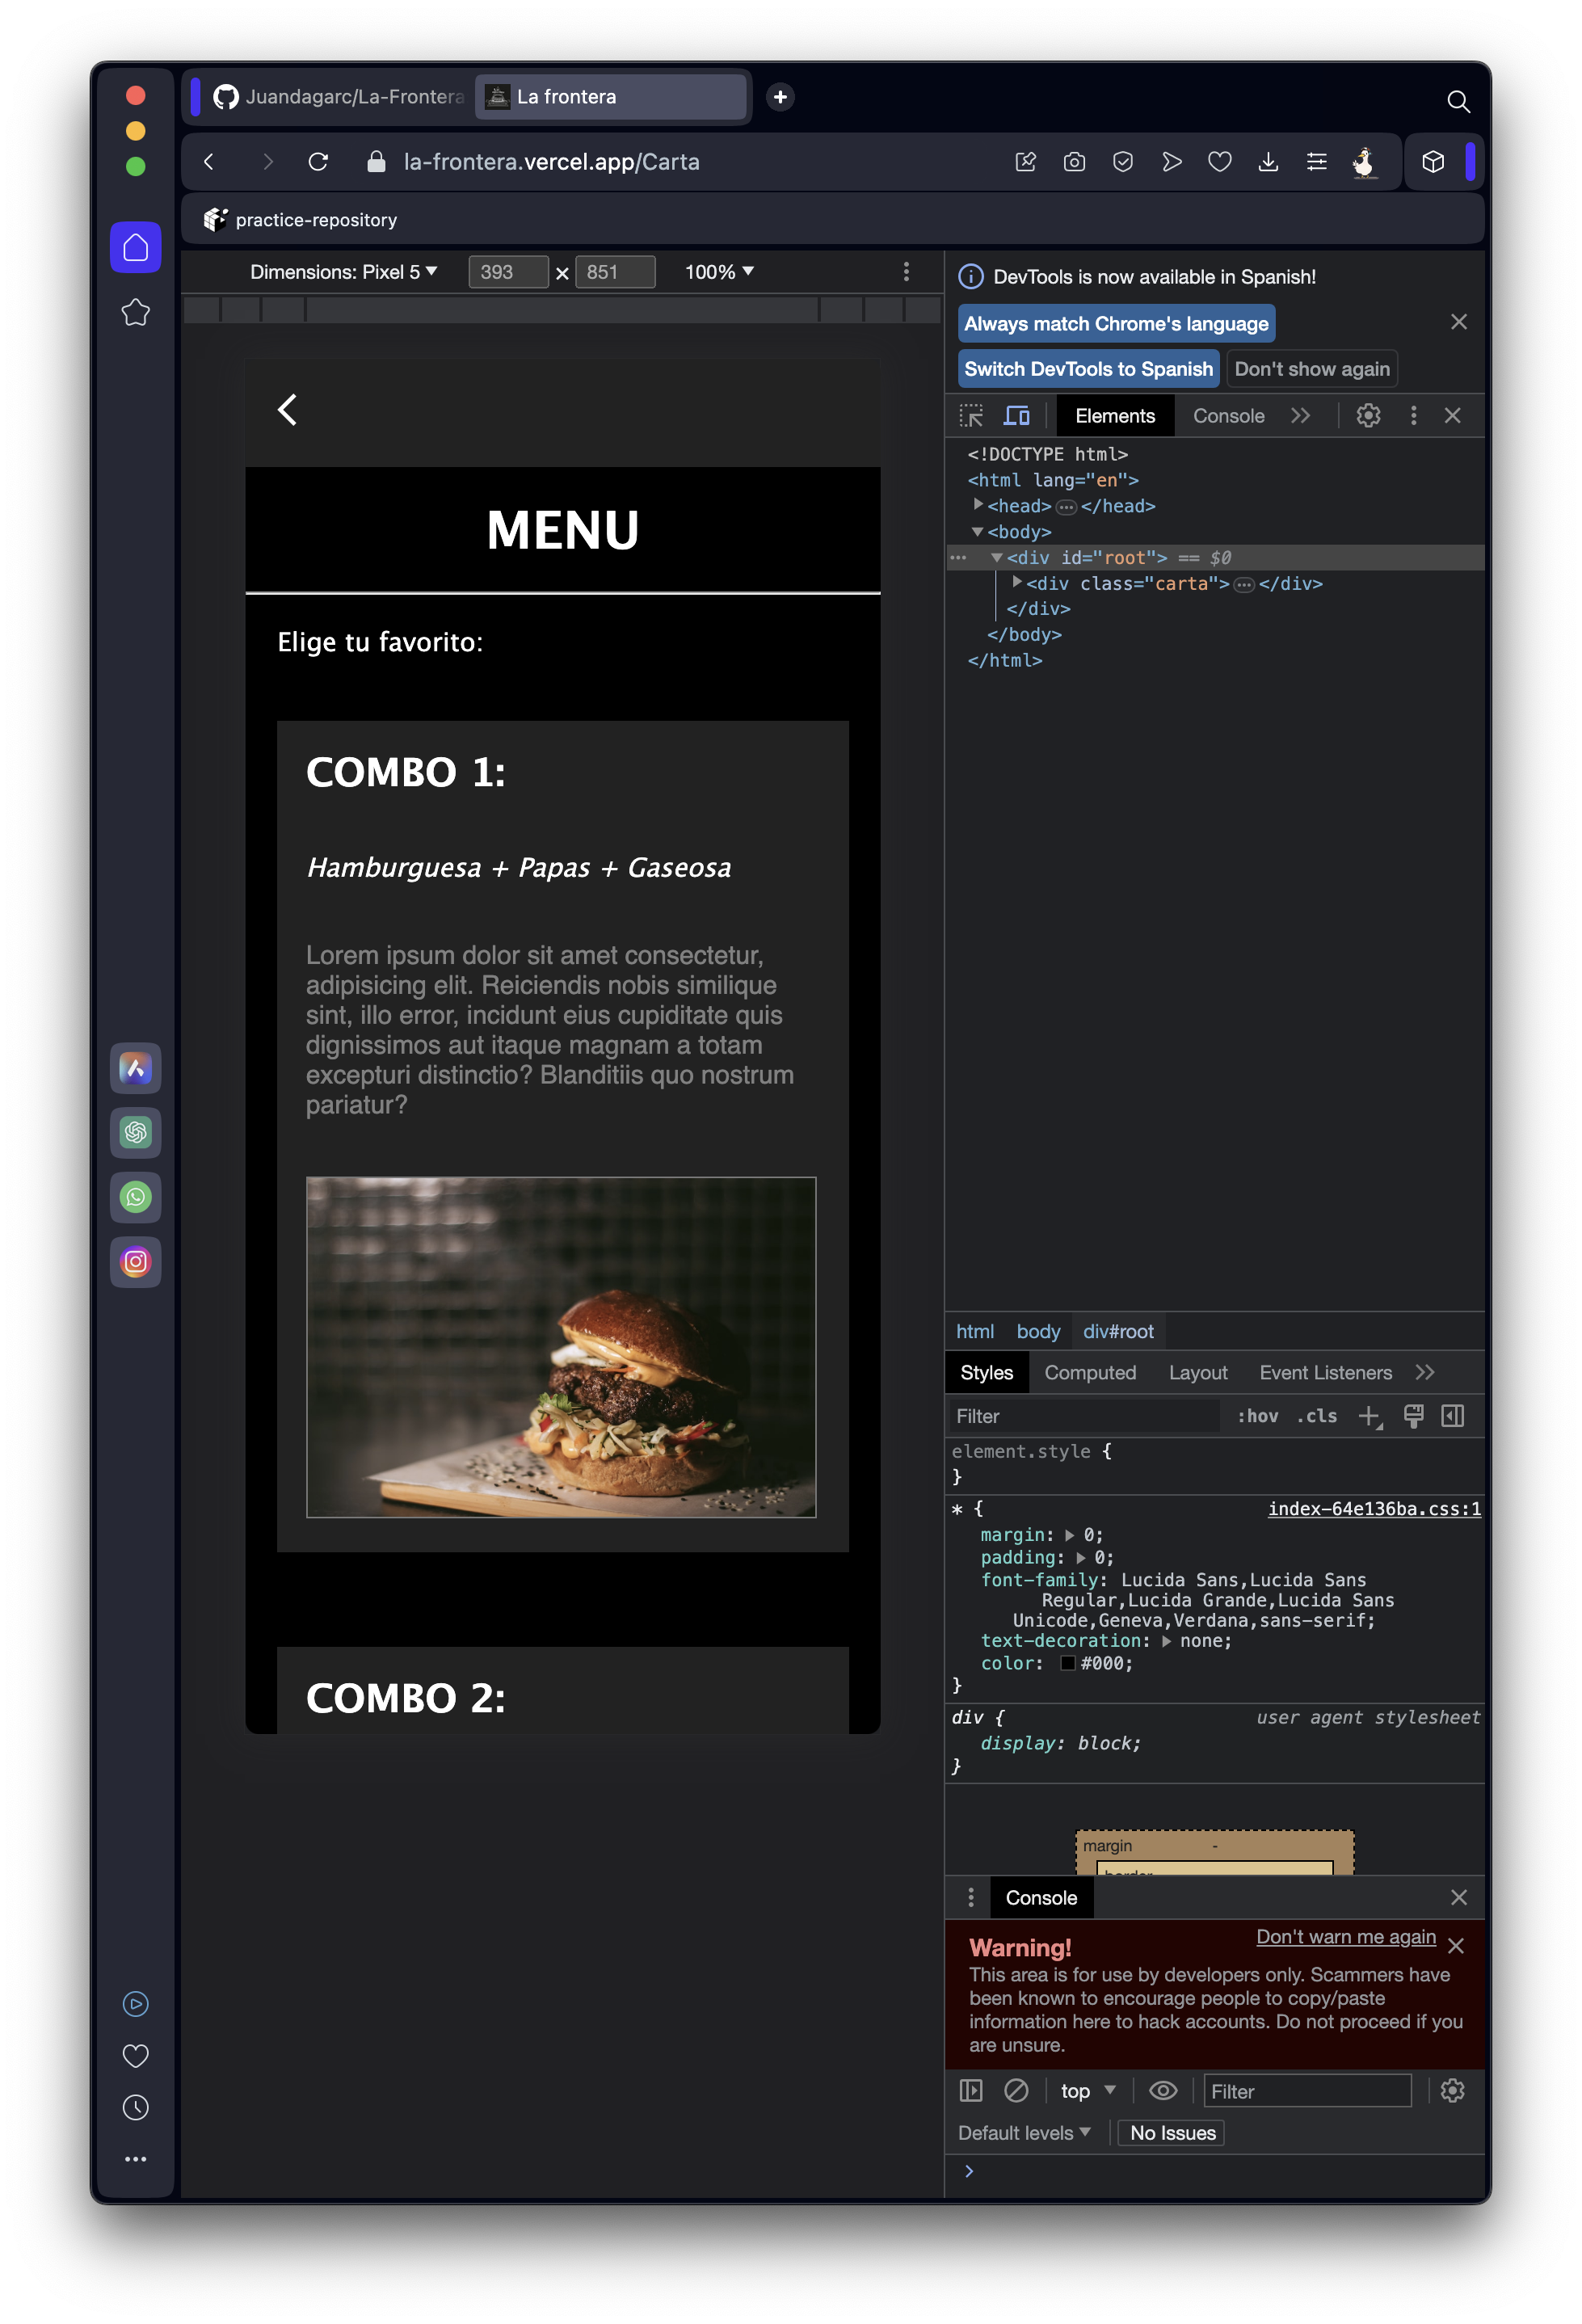 Juandagarc/La-Frontera
La frontera
la-frontera.vercel.app/Carta
practice-repository
Dimensions: Pixel 5
393
×
851
100%
MENU
Elige tu favorito:
COMBO 1:
Hamburguesa + Papas + Gaseosa
Lorem ipsum dolor sit amet consectetur,
adipisicing elit. Reiciendis nobis similique
sint, illo error, incidunt eius cupiditate quis
dignissimos aut itaque magnam a totam
excepturi distinctio? Blanditiis quo nostrum
pariatur?
COMBO 2:
DevTools is now available in Spanish!
Always match Chrome's language
Switch DevTools to Spanish
Don't show again
Elements
Console
<!DOCTYPE html>
<html lang="en">
<head>…</head>
<body>
<div id="root"> == $0
<div class="carta">…</div>
</div>
</body>
</html>
html body div#root
Styles Computed Layout Event Listeners
Filter
:hov .cls
element.style {
}
* {
index-64e136ba.css:1
margin: 0;
padding: 0;
font-family: Lucida Sans,Lucida Sans
Regular,Lucida Grande,Lucida Sans
Unicode,Geneva,Verdana,sans-serif;
text-decoration: none;
color: #000;
}
div {
user agent stylesheet
display: block;
}
margin -
Console
Warning!
Don't warn me again
This area is for use by developers only. Scammers have
been known to encourage people to copy/paste
information here to hack accounts. Do not proceed if you
are unsure.
top
Filter
Default levels
No Issues